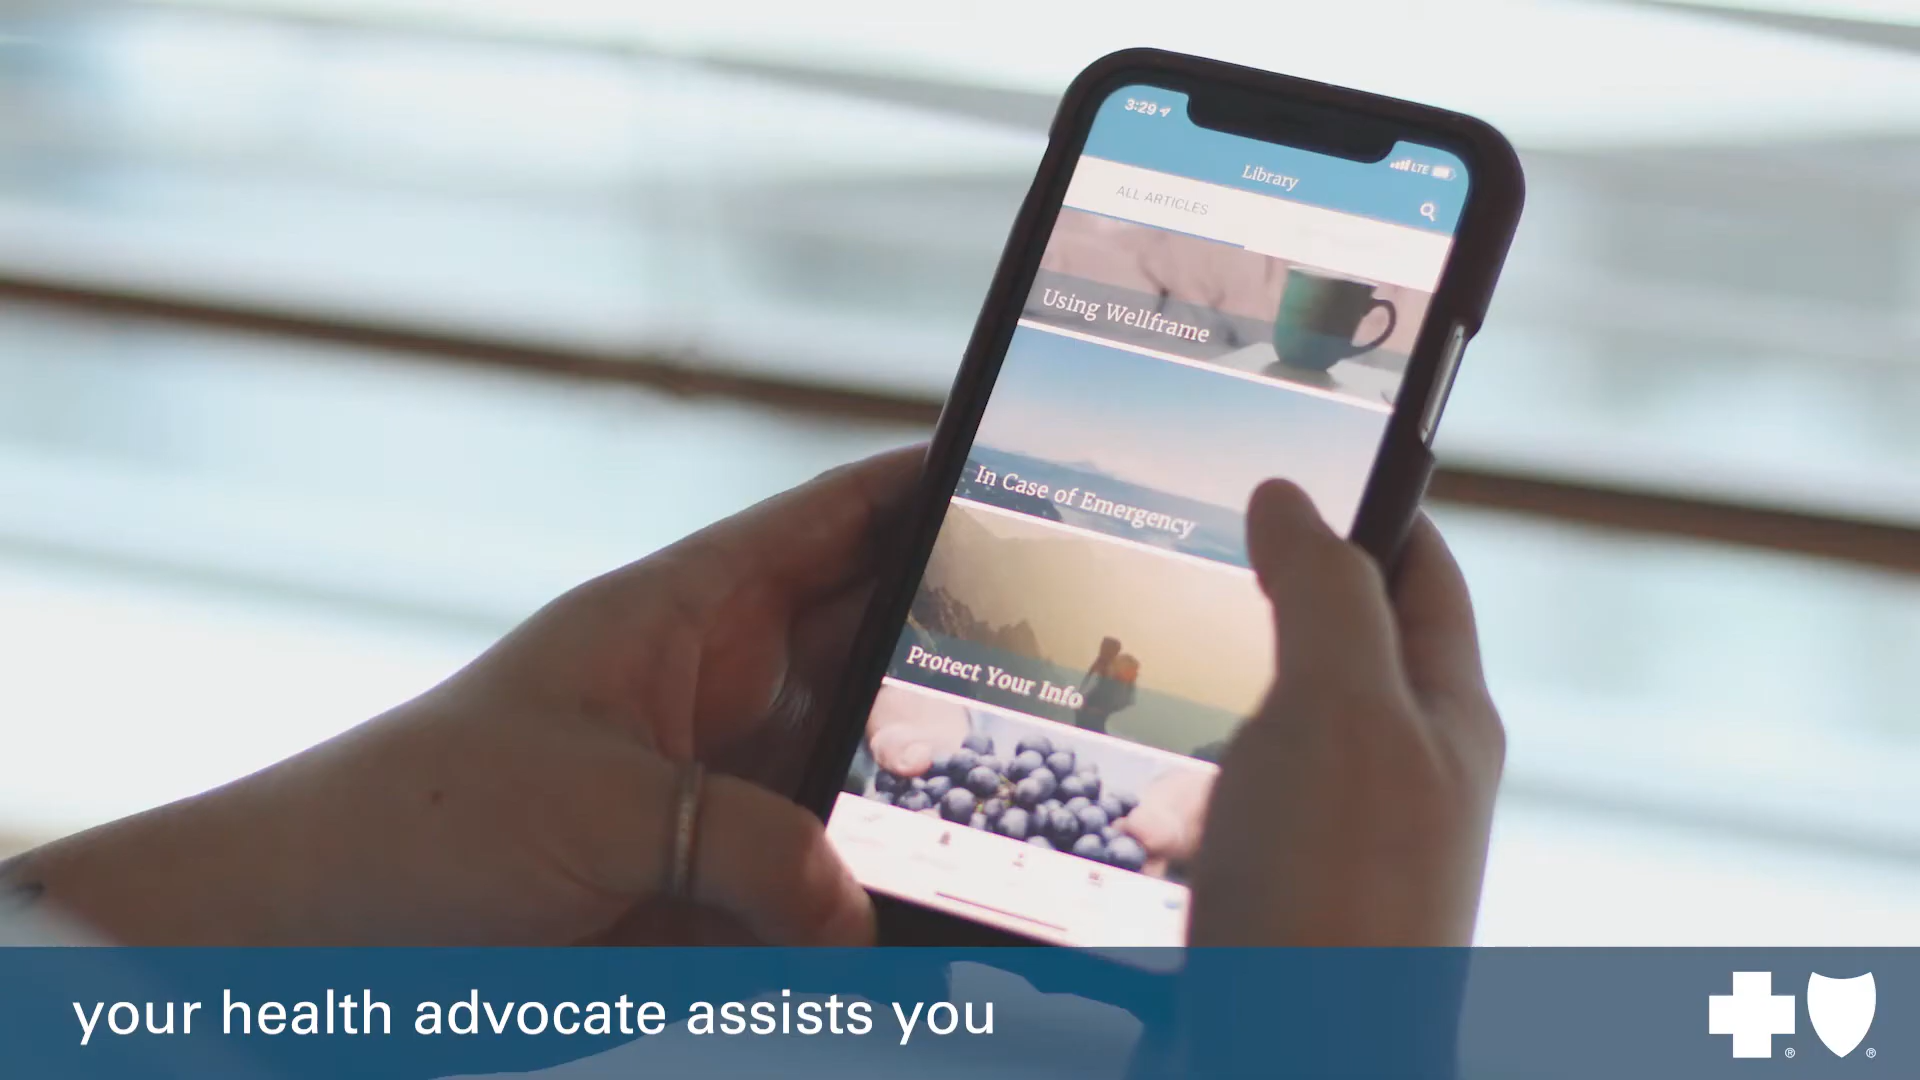 3:29
LTE
Library
ALL ARTICLES
Using Wellframe
In Case of Emergency
Protect Your Info
your health advocate assists you
® ®